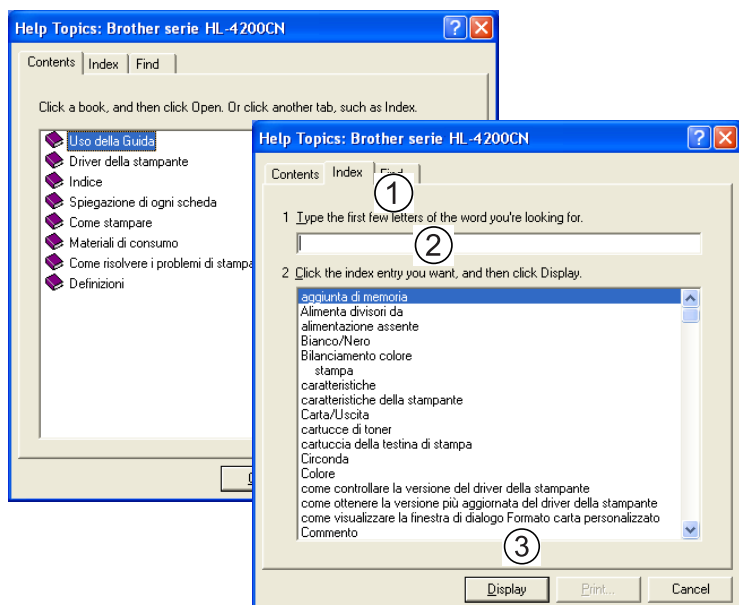 Help Topics: Brother serie HL-4200CN
Contents Index Find
Click a book, and then click Open. Or click another tab, such as Index.
Uso della Guida
Driver della stampante
Indice
Spiegazione di ogni scheda
Come stampare
Materiali di consumo
Come risolvere i problemi di stampa
Definizioni
Help Topics: Brother serie HL-4200CN
Contents Index Find
1
1 Type the first few letters of the word you're looking for.
2
2 Click the index entry you want, and then click Display.
aggiunta di memoria
Alimenta divisori da
alimentazione assente
Bianco/Nero
Bilanciamento colore
stampa
caratteristiche
caratteristiche della stampante
Carta/Uscita
cartucce di toner
cartuccia della testina di stampa
Circonda
Colore
come controllare la versione del driver della stampante
come ottenere la versione più aggiornata del driver della stampante
come visualizzare la finestra di dialogo Formato carta personalizzato
Commento
3
Display Print... Cancel